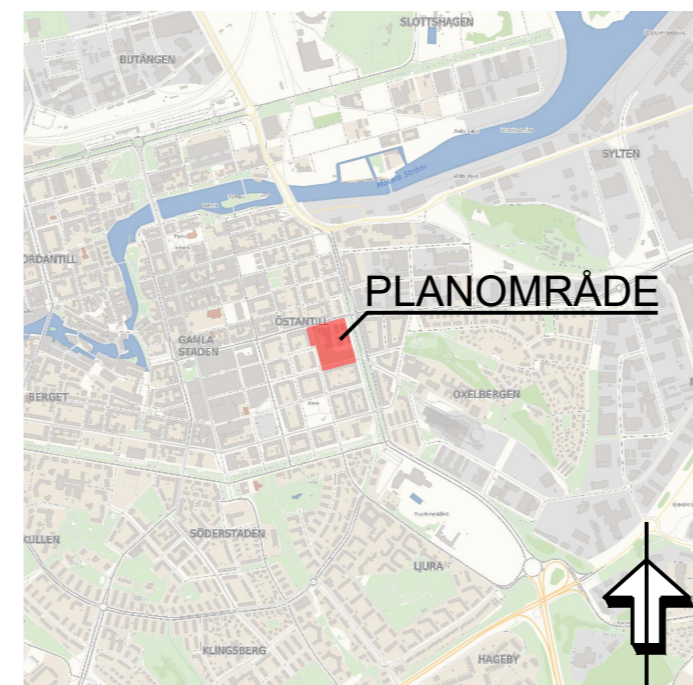 SLOTTSHAGEN
BUTÄNGEN
SYLTEN
Motala Ström
ORDANTILL
PLANOMRÅDE
ÖSTANTILL
GAMLA
STADEN
BERGET
OXELBERGEN
SÖDERSTADEN
KULLEN
LJURA
KLINGSBERG
HAGEBY